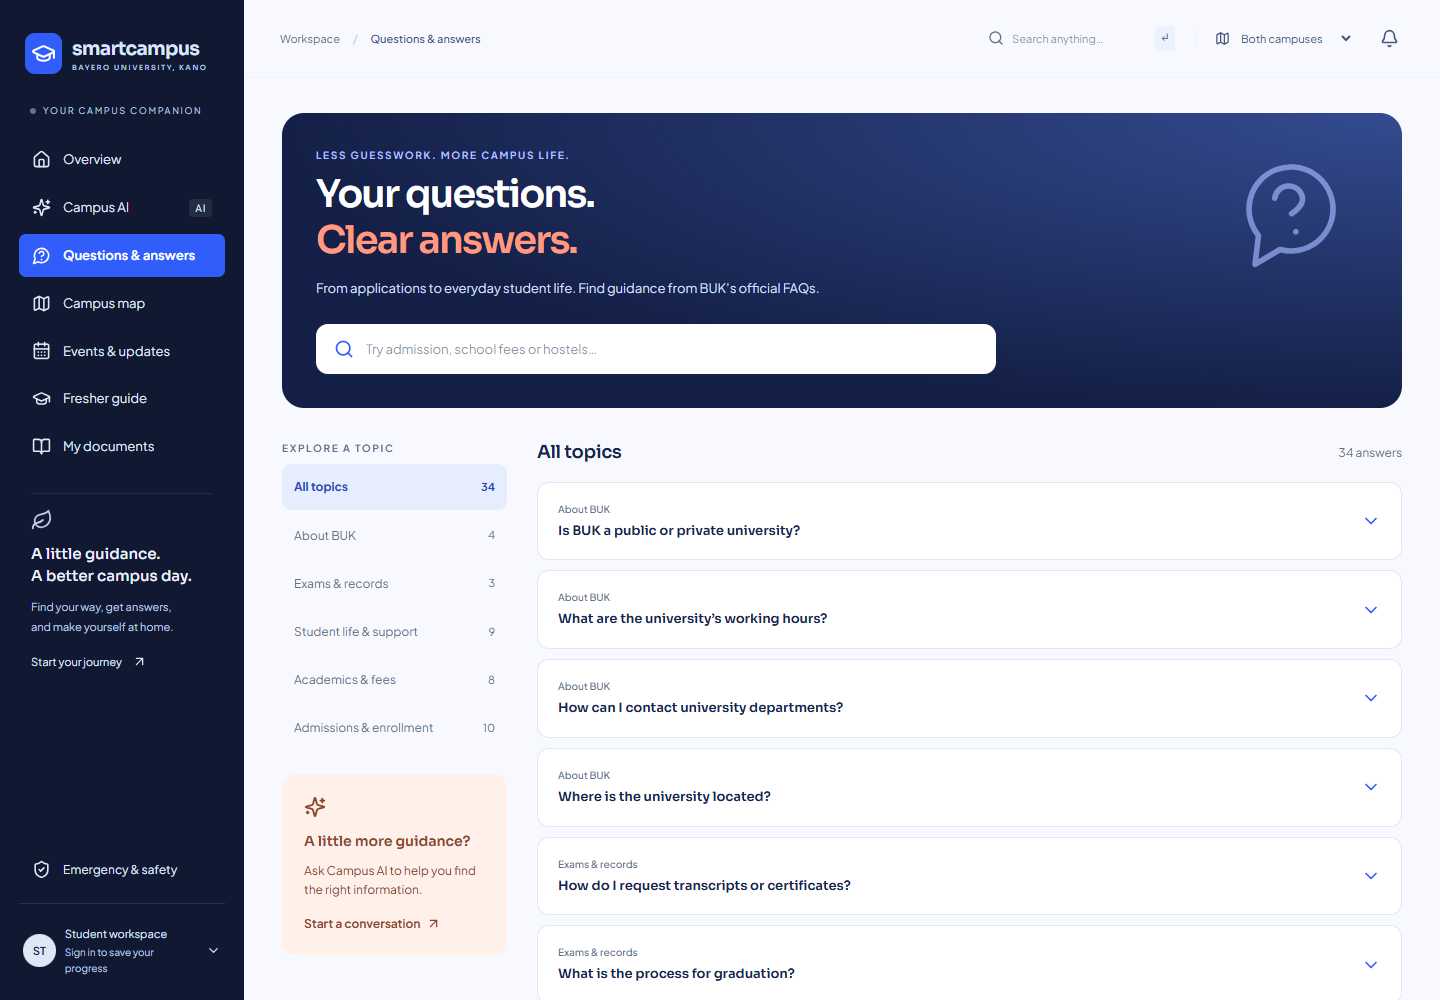 smartcampus
BAYERO UNIVERSITY, KANO
YOUR CAMPUS COMPANION
Overview
Campus AI
AI
Questions & answers
Campus map
Events & updates
Fresher guide
My documents
A little guidance.
A better campus day.
Find your way, get answers,
and make yourself at home.
Start your journey
Emergency & safety
ST
Student workspace
Sign in to save your
progress
Workspace / Questions & answers
Search anything...
↵
Both campuses
LESS GUESSWORK. MORE CAMPUS LIFE.
Your questions.
Clear answers.
From applications to everyday student life. Find guidance from BUK's official FAQs.
Try admission, school fees or hostels...
EXPLORE A TOPIC
All topics 34
About BUK 4
Exams & records 3
Student life & support 9
Academics & fees 8
Admissions & enrollment 10
A little more guidance?
Ask Campus AI to help you find
the right information.
Start a conversation
All topics
34 answers
About BUK
Is BUK a public or private university?
About BUK
What are the university’s working hours?
About BUK
How can I contact university departments?
About BUK
Where is the university located?
Exams & records
How do I request transcripts or certificates?
Exams & records
What is the process for graduation?